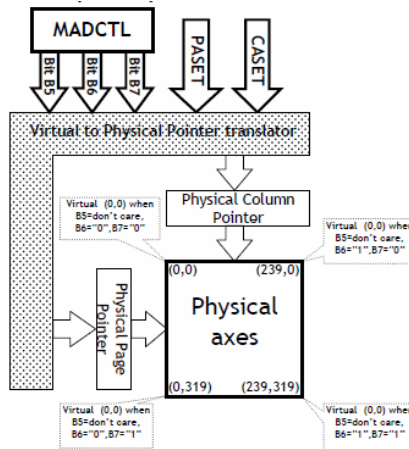 MADCTL
Bit B5
Bit B6
Bit B7
PASET
CASET
Virtual to Physical Pointer translator
Virtual (0,0) when
B5=don't care,
B6="0",B7="0"
Physical Column
Pointer
Virtual (0,0) when
B5=don't care,
B6="1",B7="0"
(0,0)
(239,0)
Physical
axes
Physical Page
Pointer
(0,319)
(239,319)
Virtual (0,0) when
B5=don't care,
B6="0",B7="1"
Virtual (0,0) when
B5=don't care,
B6="1",B7="1"